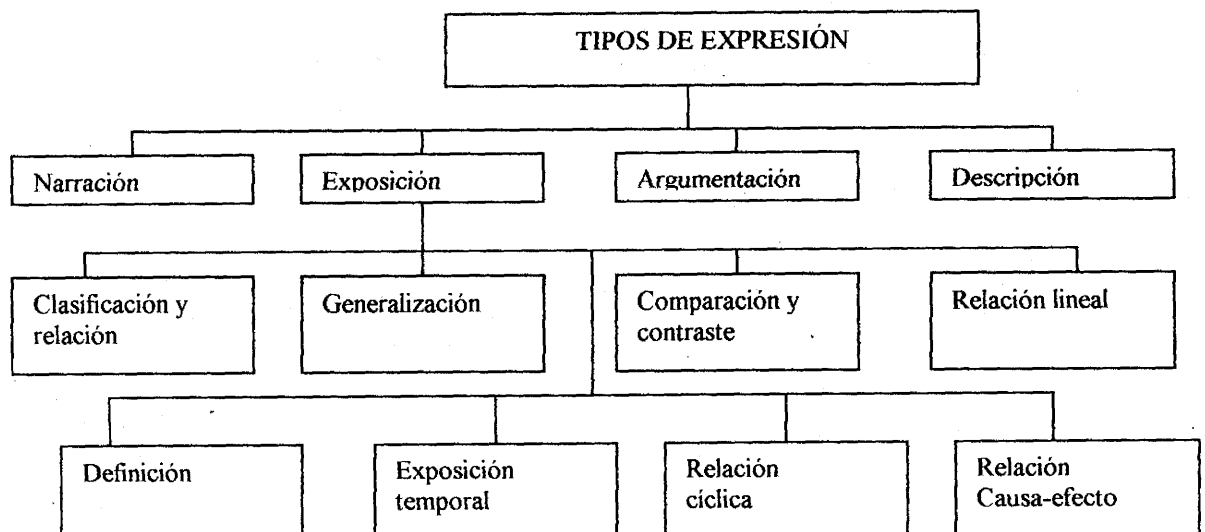 TIPOS DE EXPRESIÓN
Narración
Exposición
Argumentación
Descripción
Clasificación y
relación
Generalización
Comparación y
contraste
Relación lineal
Definición
Exposición
temporal
Relación
cíclica
Relación
Causa-efecto